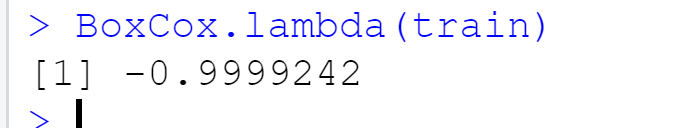 > BoxCox.lambda(train)
[1] -0.9999242
>